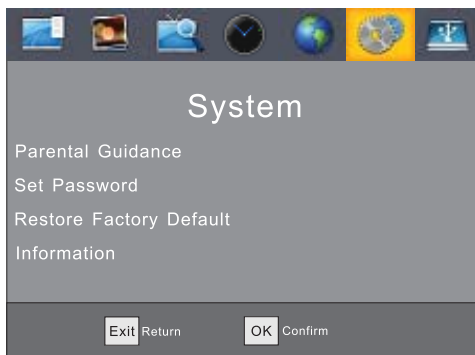 System
Parental Guidance
Set Password
Restore Factory Default
Information
Exit Return OK Confirm